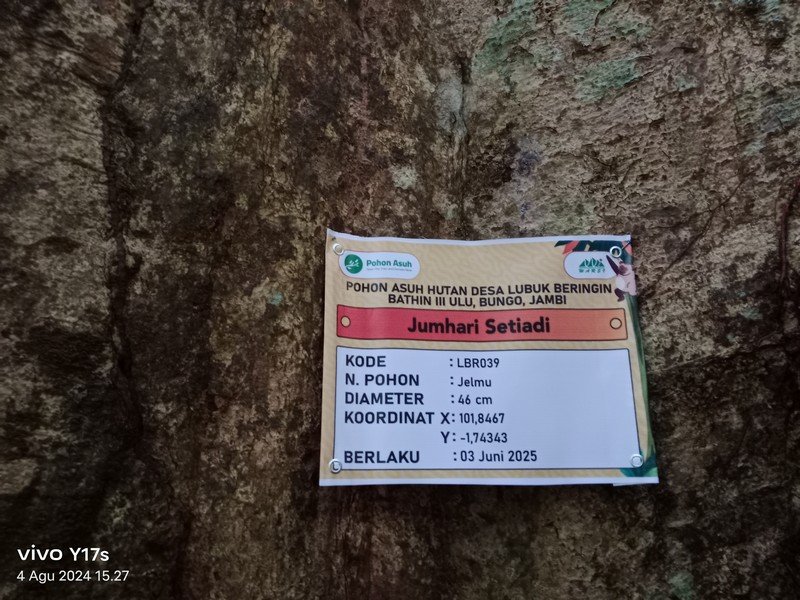 Pohon Asuh
WARSI
POHON ASUH HUTAN DESA LUBUK BERINGIN
BATHIN III ULU, BUNGO, JAMBI
Jumhari Setiadi
KODE : LBR039
N. POHON : Jelmu
DIAMETER : 46 cm
KOORDINAT X: 101,8467
Y: -1,74343
BERLAKU : 03 Juni 2025
vivo Y17s
4 Agu 2024 15.27